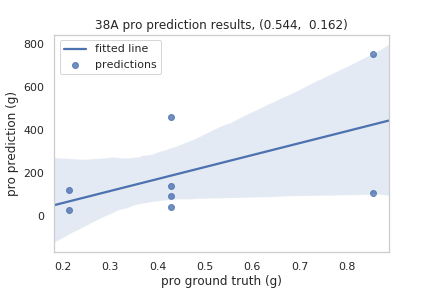 38A pro prediction results, (0.544,  0.162)
fitted line
predictions
800
600
400
200
0
pro prediction (g)
0.2 0.3 0.4 0.5 0.6 0.7 0.8
pro ground truth (g)